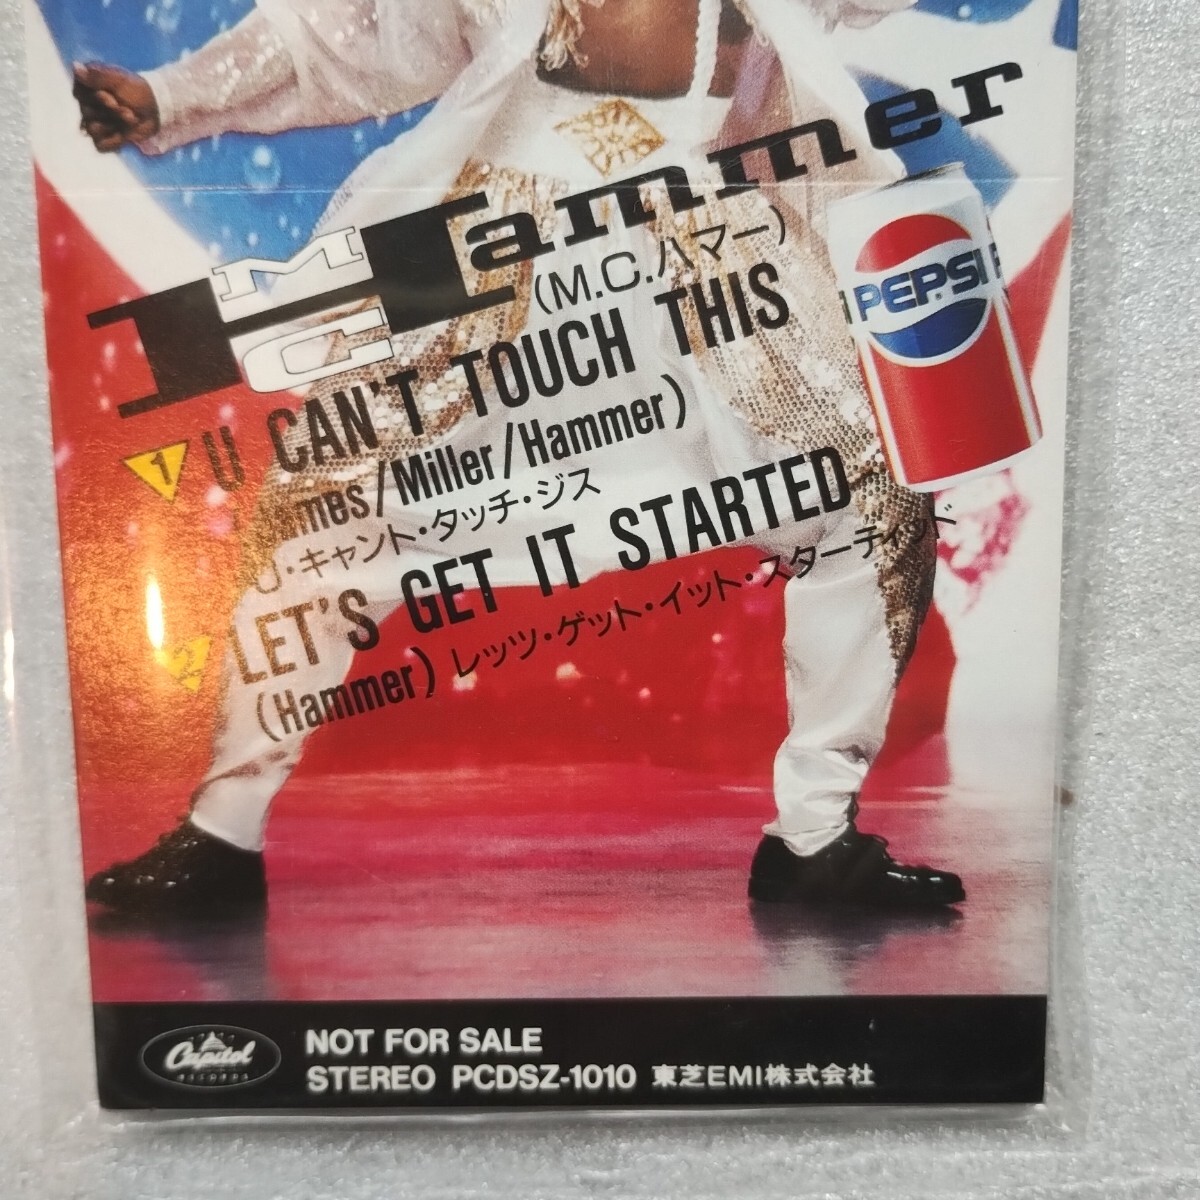 MC Hammer
(M.C.ハマー)
PEPSI
1 U CAN'T TOUCH THIS
/Miller/Hammer)
U・キャント・タッチ・ジス
2 LET'S GET IT STARTED
(Hammer) レッツ・ゲット・イット・スターティッド
Capitol
RECORDS
NOT FOR SALE
STEREO PCDSZ-1010 東芝EMI株式会社